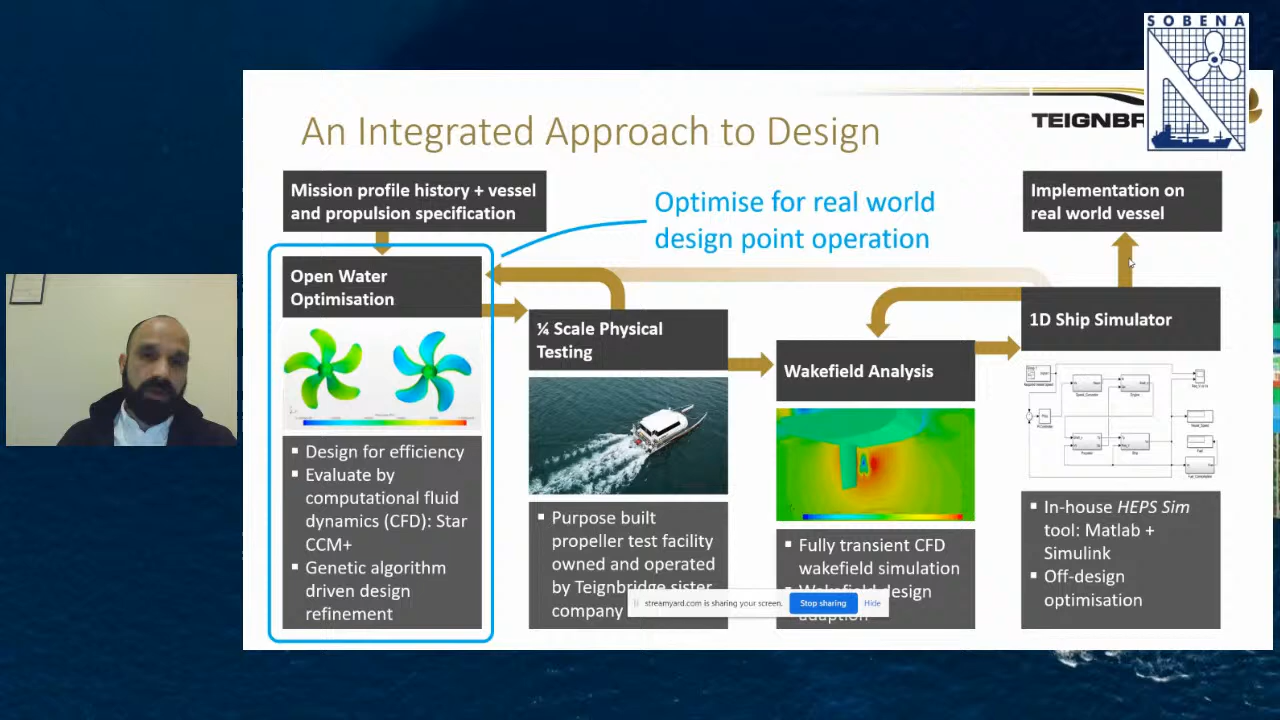 SOBENA
TEIGNBR
An Integrated Approach to Design
Mission profile history + vessel
and propulsion specification
Optimise for real world
design point operation
Implementation on
real world vessel
Open Water
Optimisation
¼ Scale Physical
Testing
Wakefield Analysis
1D Ship Simulator
▪ Design for efficiency
▪ Evaluate by
computational fluid
dynamics (CFD): Star
CCM+
▪ Genetic algorithm
driven design
refinement
▪ Purpose built
propeller test facility
owned and operated
by Teignbridge sister
company
▪ Fully transient CFD
wakefield simulation
▪ Wakefield design
adaption
▪ In-house HEPS Sim
tool: Matlab +
Simulink
▪ Off-design
optimisation
streamyard.com is sharing your screen.
Stop sharing
Hide